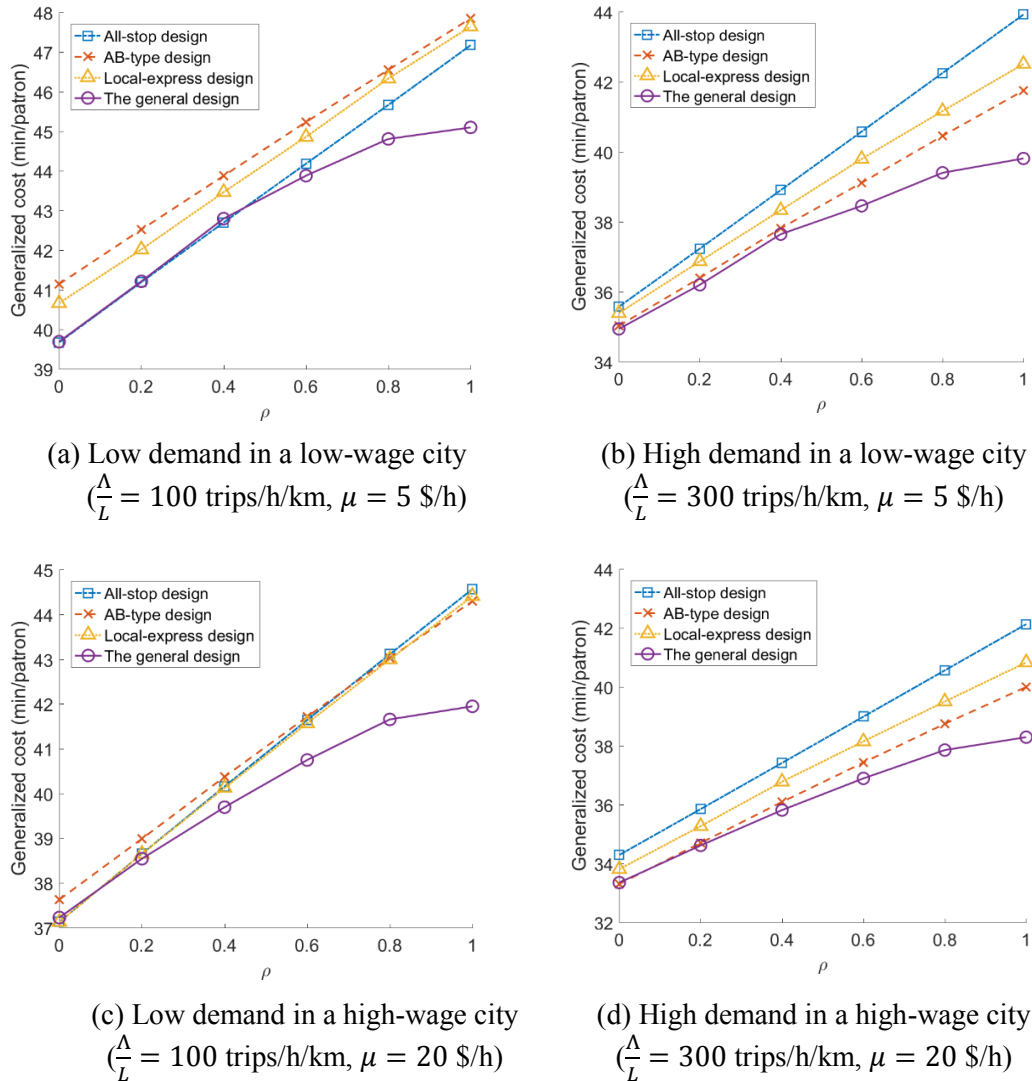 48
47
46
45
44
43
42
41
40
39
0
0.2
0.4
0.6
0.8
1
Generalized cost (min/patron)
ρ
All-stop design
AB-type design
Local-express design
The general design
(a) Low demand in a low-wage city
(Λ/L = 100 trips/h/km, μ = 5 $/h)
44
42
40
38
36
34
0
0.2
0.4
0.6
0.8
1
Generalized cost (min/patron)
ρ
All-stop design
AB-type design
Local-express design
The general design
(b) High demand in a low-wage city
(Λ/L = 300 trips/h/km, μ = 5 $/h)
45
44
43
42
41
40
39
38
37
0
0.2
0.4
0.6
0.8
1
Generalized cost (min/patron)
ρ
All-stop design
AB-type design
Local-express design
The general design
(c) Low demand in a high-wage city
(Λ/L = 100 trips/h/km, μ = 20 $/h)
44
42
40
38
36
34
32
0
0.2
0.4
0.6
0.8
1
Generalized cost (min/patron)
ρ
All-stop design
AB-type design
Local-express design
The general design
(d) High demand in a high-wage city
(Λ/L = 300 trips/h/km, μ = 20 $/h)